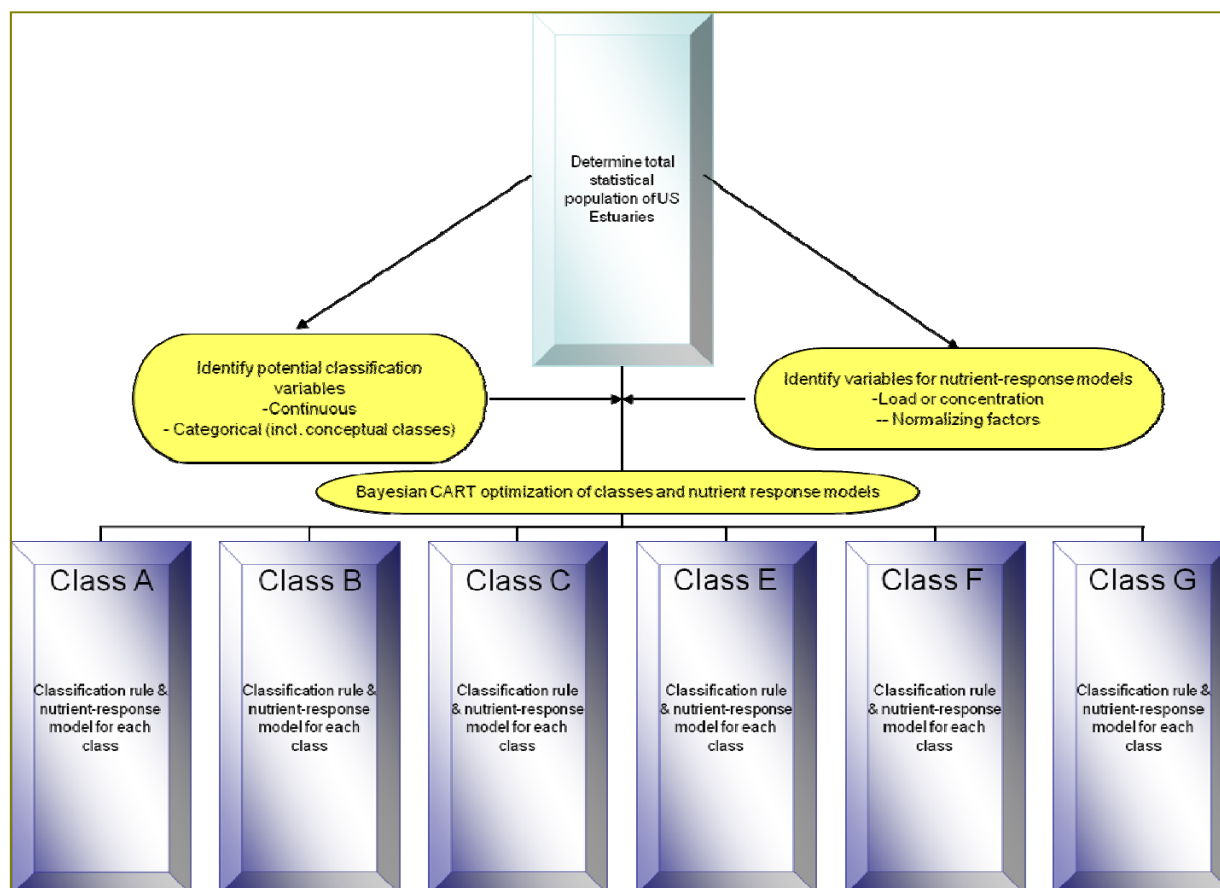 Determine total
statistical
population of US
Estuaries
Identify potential classification
variables
-Continuous
- Categorical (incl. conceptual classes)
Identify variables for nutrient-response models
-Load or concentration
-- Normalizing factors
Bayesian CART optimization of classes and nutrient response models
Class A
Classification rule &
nutrient-response
model for each
class
Class B
Classification rule &
nutrient-response
model for each
class
Class C
Classification rule
& nutrient-response
model for each
class
Class E
Classification rule
& nutrient-response
model for each
class
Class F
Classification rule
& nutrient-response
model for each
class
Class G
Classification rule
& nutrient-response
model for each
class